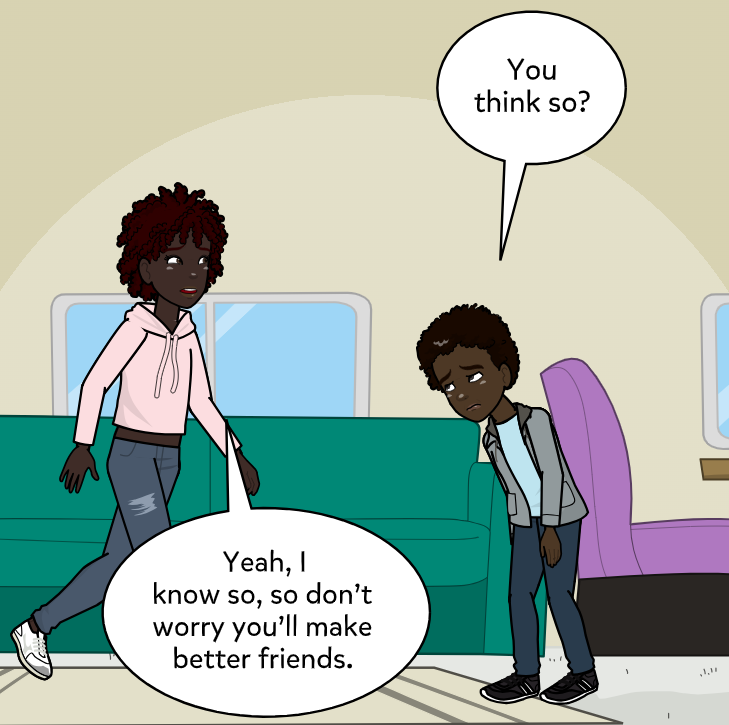 You
think so?
Yeah, I
know so, so don't
worry you'll make
better friends.